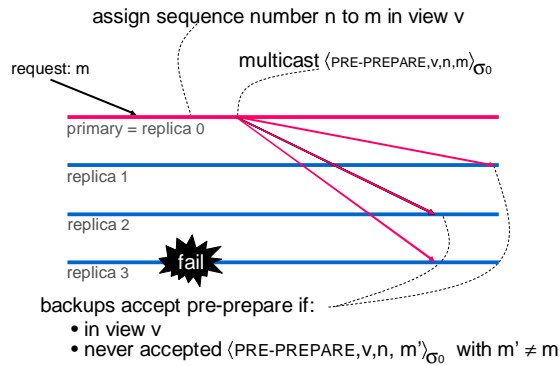 assign sequence number n to m in view v
multicast ⟨PRE-PREPARE,v,n,m⟩σ0
request: m
primary = replica 0
replica 1
replica 2
replica 3
fail
backups accept pre-prepare if:
• in view v
• never accepted ⟨PRE-PREPARE,v,n, m’⟩σ0 with m’ ≠ m